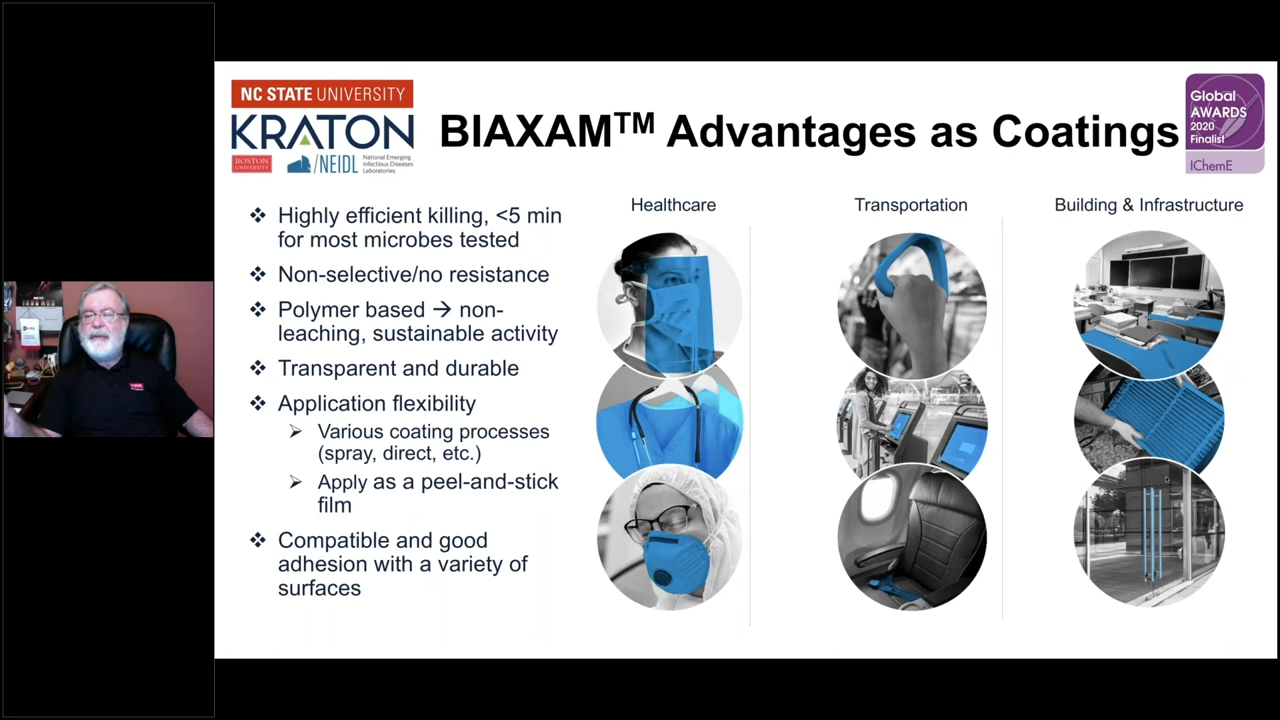 NC STATE UNIVERSITY
KRATON
BOSTON
UNIVERSITY
/NEIDL
National Emerging
Infectious Diseases
Laboratories
BIAXAM™ Advantages as Coatings
Global
AWARDS
2020
Finalist
IChemE
❖ Highly efficient killing, <5 min
for most microbes tested
❖ Non-selective/no resistance
❖ Polymer based → non-
leaching, sustainable activity
❖ Transparent and durable
❖ Application flexibility
➢ Various coating processes
(spray, direct, etc.)
➢ Apply as a peel-and-stick
film
❖ Compatible and good
adhesion with a variety of
surfaces
Healthcare
Transportation
Building & Infrastructure